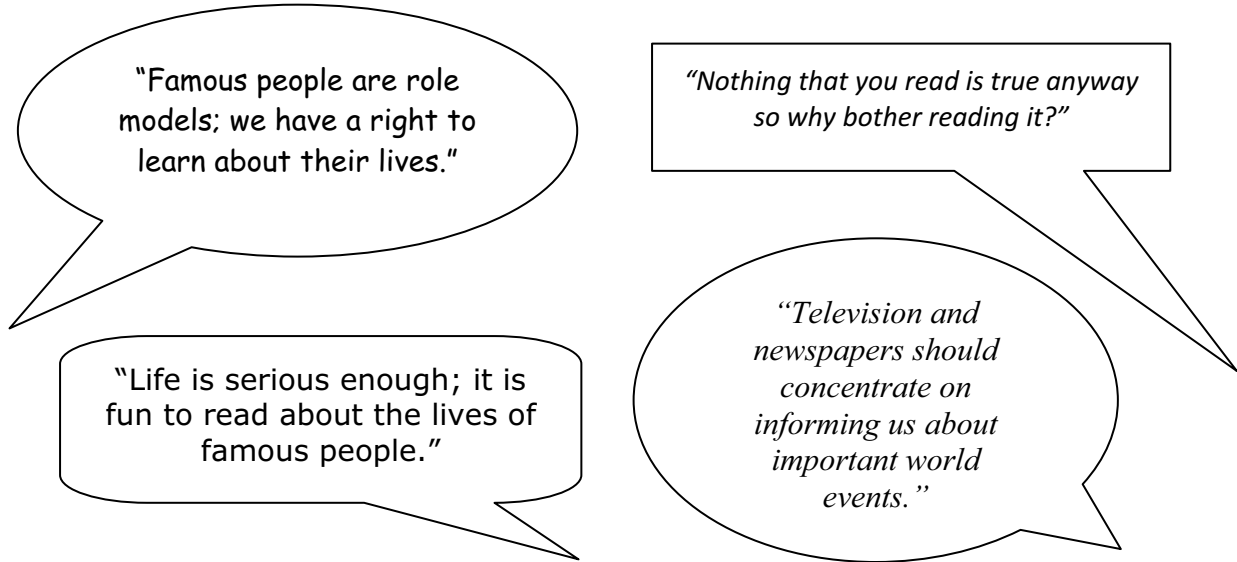 “Famous people are role
models; we have a right to
learn about their lives.”
“Nothing that you read is true anyway
so why bother reading it?”
“Life is serious enough; it is
fun to read about the lives of
famous people.”
“Television and
newspapers should
concentrate on
informing us about
important world
events.”